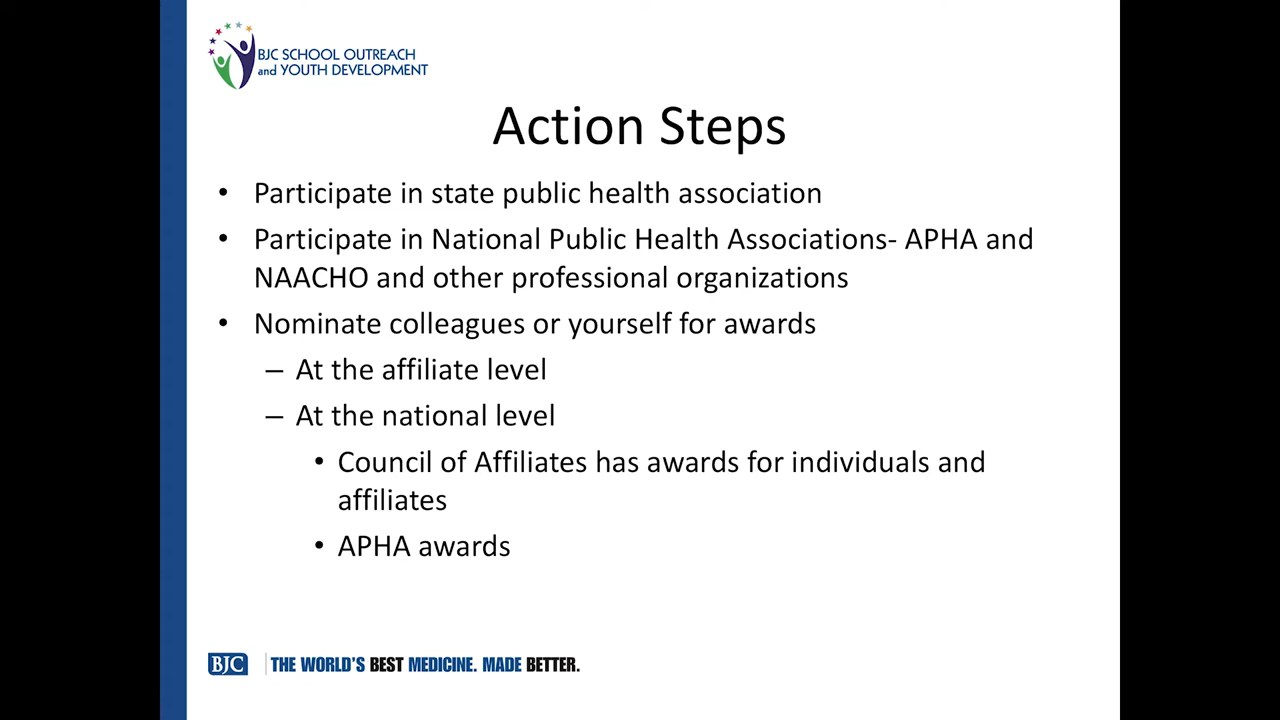 BJC SCHOOL OUTREACH
and YOUTH DEVELOPMENT
Action Steps
• Participate in state public health association
• Participate in National Public Health Associations- APHA and
NAACHO and other professional organizations
• Nominate colleagues or yourself for awards
– At the affiliate level
– At the national level
• Council of Affiliates has awards for individuals and
affiliates
• APHA awards
BJC THE WORLD'S BEST MEDICINE. MADE BETTER.